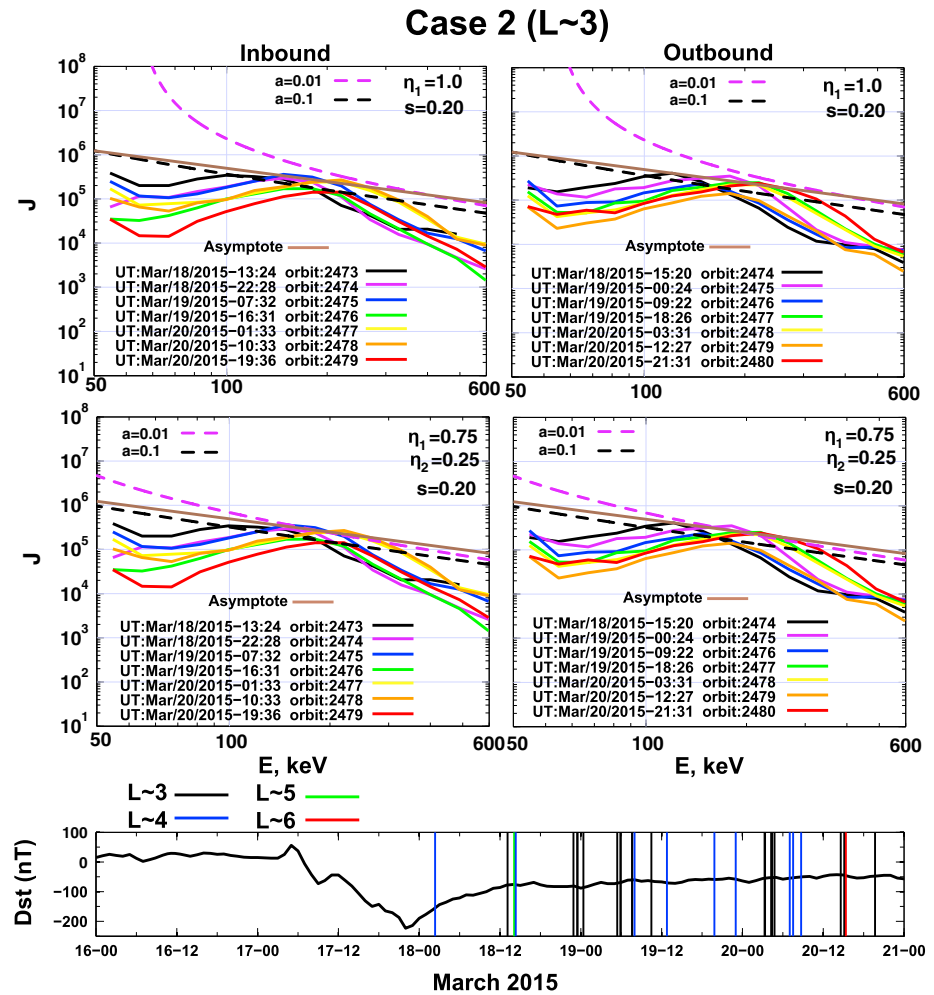 Case 2 (L~3)
Inbound
Outbound
10^8
10^7
10^6
10^5
10^4
10^3
10^2
10^1
J
a=0.01
a=0.1
η1=1.0
s=0.20
Asymptote
UT:Mar/18/2015−13:24 orbit:2473
UT:Mar/18/2015−22:28 orbit:2474
UT:Mar/19/2015−07:32 orbit:2475
UT:Mar/19/2015−16:31 orbit:2476
UT:Mar/20/2015−01:33 orbit:2477
UT:Mar/20/2015−10:33 orbit:2478
UT:Mar/20/2015−19:36 orbit:2479
50 100 600
a=0.01
a=0.1
η1=1.0
s=0.20
Asymptote
UT:Mar/18/2015−15:20 orbit:2474
UT:Mar/19/2015−00:24 orbit:2475
UT:Mar/19/2015−09:22 orbit:2476
UT:Mar/19/2015−18:26 orbit:2477
UT:Mar/20/2015−03:31 orbit:2478
UT:Mar/20/2015−12:27 orbit:2479
UT:Mar/20/2015−21:31 orbit:2480
50 100 600
10^8
10^7
10^6
10^5
10^4
10^3
10^2
10^1
J
a=0.01
a=0.1
η1=0.75
η2=0.25
s=0.20
Asymptote
UT:Mar/18/2015−13:24 orbit:2473
UT:Mar/18/2015−22:28 orbit:2474
UT:Mar/19/2015−07:32 orbit:2475
UT:Mar/19/2015−16:31 orbit:2476
UT:Mar/20/2015−01:33 orbit:2477
UT:Mar/20/2015−10:33 orbit:2478
UT:Mar/20/2015−19:36 orbit:2479
50 100 600
E, keV
a=0.01
a=0.1
η1=0.75
η2=0.25
s=0.20
Asymptote
UT:Mar/18/2015−15:20 orbit:2474
UT:Mar/19/2015−00:24 orbit:2475
UT:Mar/19/2015−09:22 orbit:2476
UT:Mar/19/2015−18:26 orbit:2477
UT:Mar/20/2015−03:31 orbit:2478
UT:Mar/20/2015−12:27 orbit:2479
UT:Mar/20/2015−21:31 orbit:2480
50 100 600
E, keV
L~3 L~5
L~4 L~6
100
0
−100
−200
Dst (nT)
16−00 16−12 17−00 17−12 18−00 18−12 19−00 19−12 20−00 20−12 21−00
March 2015